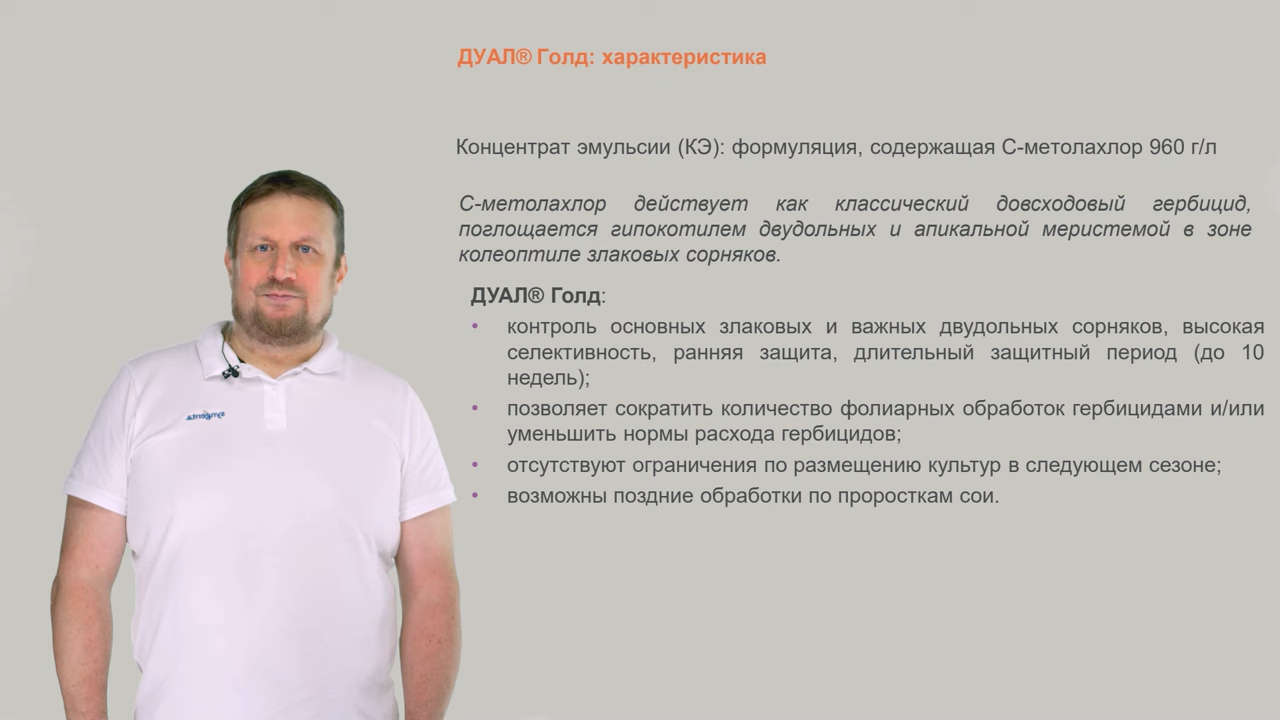 ДУАЛ® Голд: характеристика
Концентрат эмульсии (КЭ): формуляция, содержащая С-метолахлор 960 г/л
С-метолахлор действует как классический довсходовый гербицид,
поглощается гипокотилем двудольных и апикальной меристемой в зоне
колеоптиле злаковых сорняков.
ДУАЛ® Голд:
• контроль основных злаковых и важных двудольных сорняков, высокая
селективность, ранняя защита, длительный защитный период (до 10
недель);
• позволяет сократить количество фолиарных обработок гербицидами и/или
уменьшить нормы расхода гербицидов;
• отсутствуют ограничения по размещению культур в следующем сезоне;
• возможны поздние обработки по проросткам сои.
syngenta